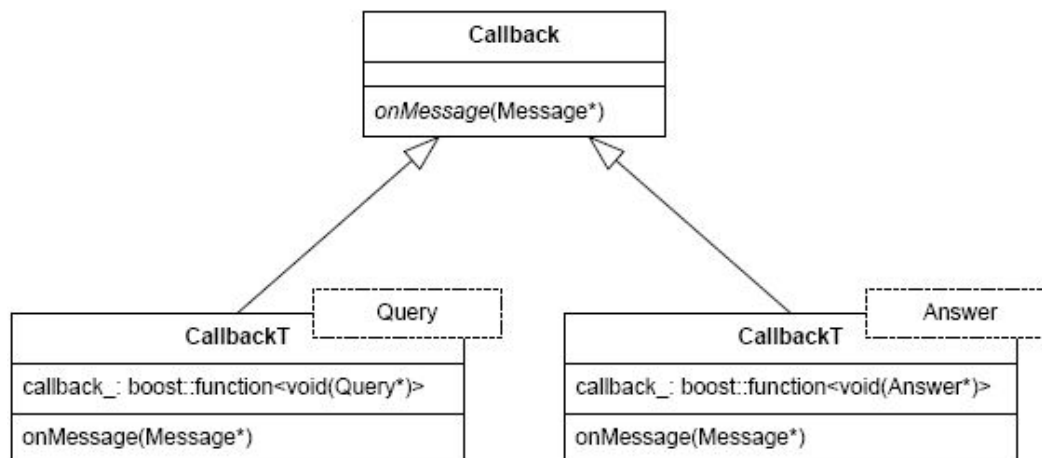 Callback
onMessage(Message*)
Query
CallbackT
callback_: boost::function<void(Query*)>
onMessage(Message*)
Answer
CallbackT
callback_: boost::function<void(Answer*)>
onMessage(Message*)